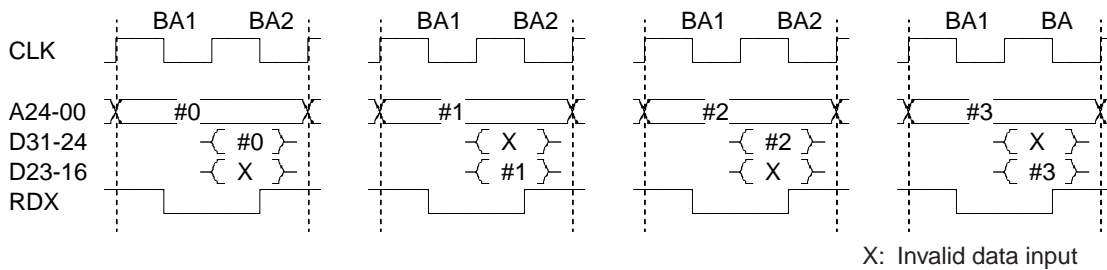 BA1 BA2 BA1 BA2 BA1 BA2 BA1 BA
CLK
A24-00 #0 #1 #2 #3
D31-24 #0 X #2 X
D23-16 X #1 X #3
RDX
X: Invalid data input